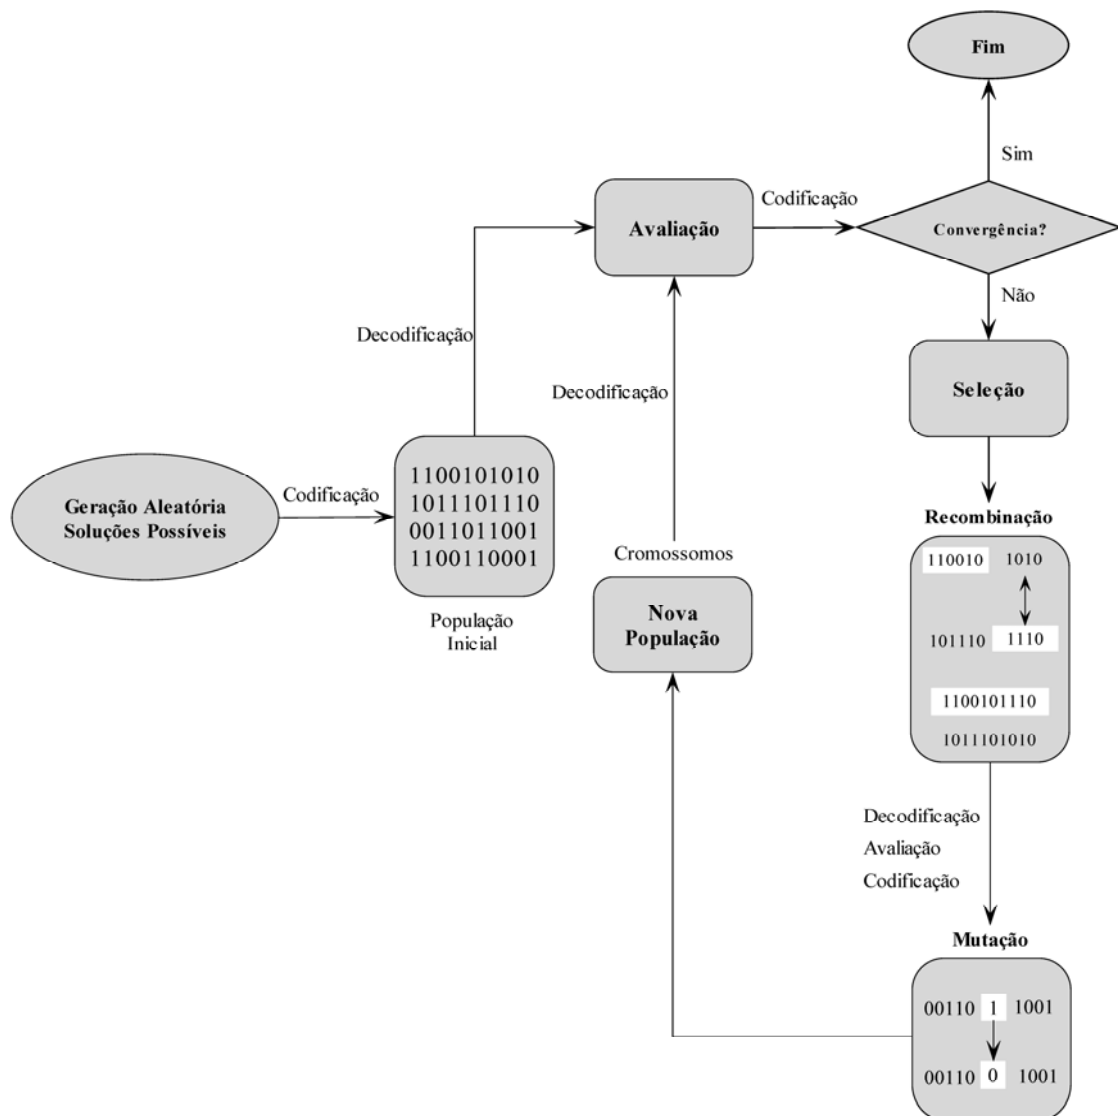 Fim
Sim
Codificação
Avaliação
Convergência?
Não
Decodificação
Decodificação
Seleção
1100101010
1011101110
0011011001
1100110001
Codificação
Geração Aleatória
Soluções Possíveis
População
Inicial
Recombinação
110010 1010
101110 1110
1100101110
1011101010
Cromossomos
Nova
População
Decodificação
Avaliação
Codificação
Mutação
00110 1 1001
00110 0 1001